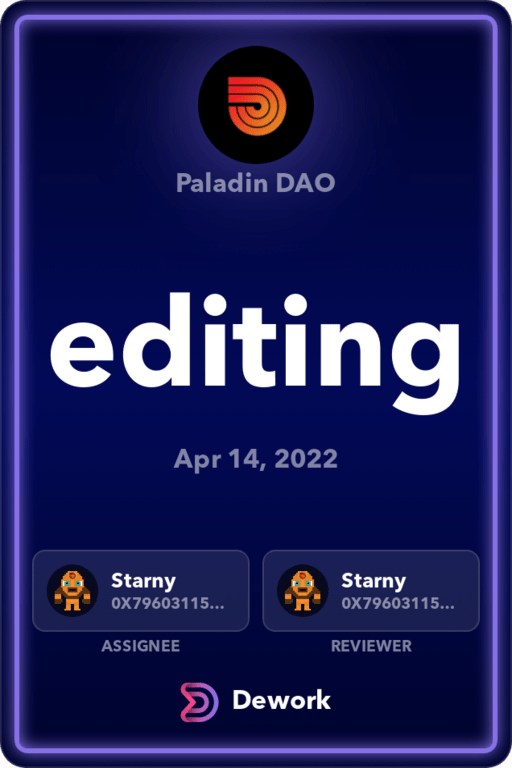 Paladin DAO
editing
Apr 14, 2022
Starny
0X79603115...
ASSIGNEE
Starny
0X79603115...
REVIEWER
Dework